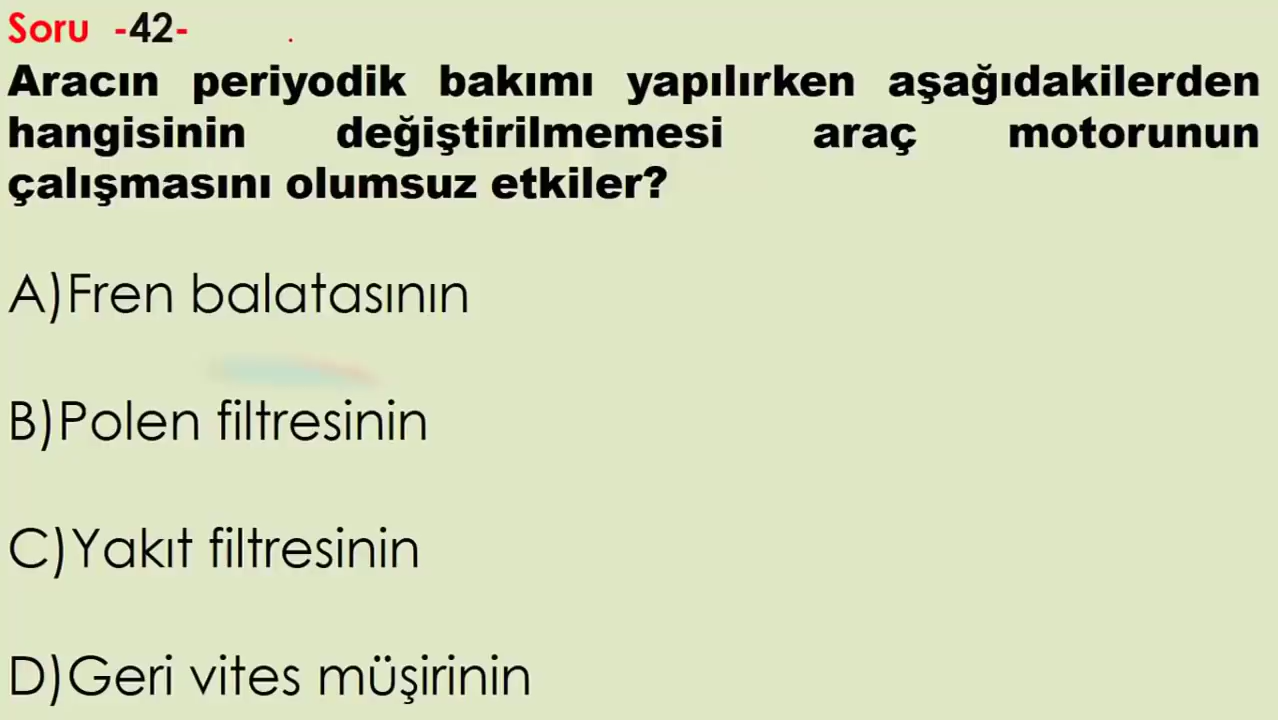 Soru -42-
Aracın periyodik bakımı yapılırken aşağıdakilerden
hangisinin değiştirilmemesi araç motorunun
çalışmasını olumsuz etkiler?
A)Fren balatasının
B)Polen filtresinin
C)Yakıt filtresinin
D)Geri vites müşirinin